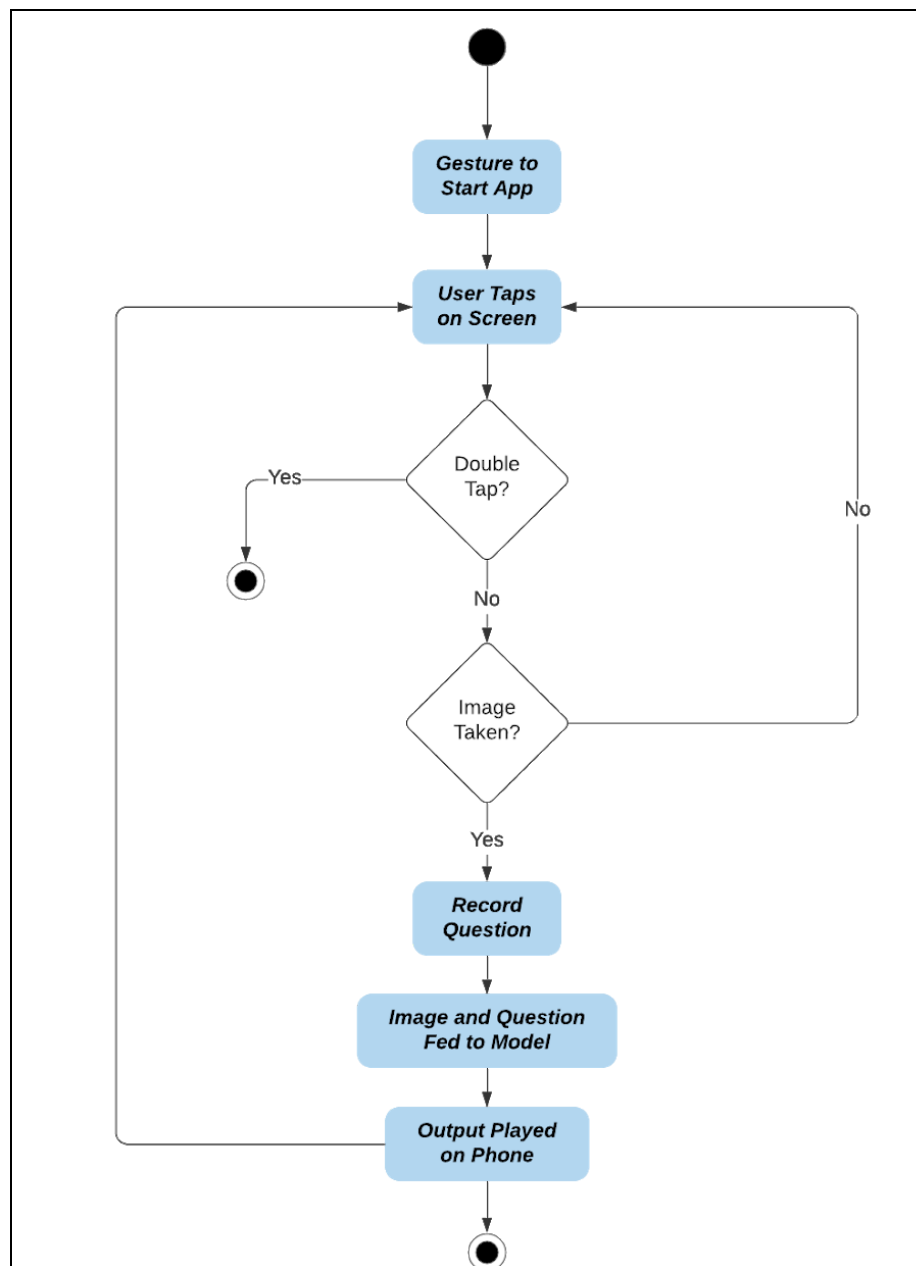 Gesture to
Start App
User Taps
on Screen
Double
Tap?
Yes
No
No
Image
Taken?
Yes
Record
Question
Image and Question
Fed to Model
Output Played
on Phone